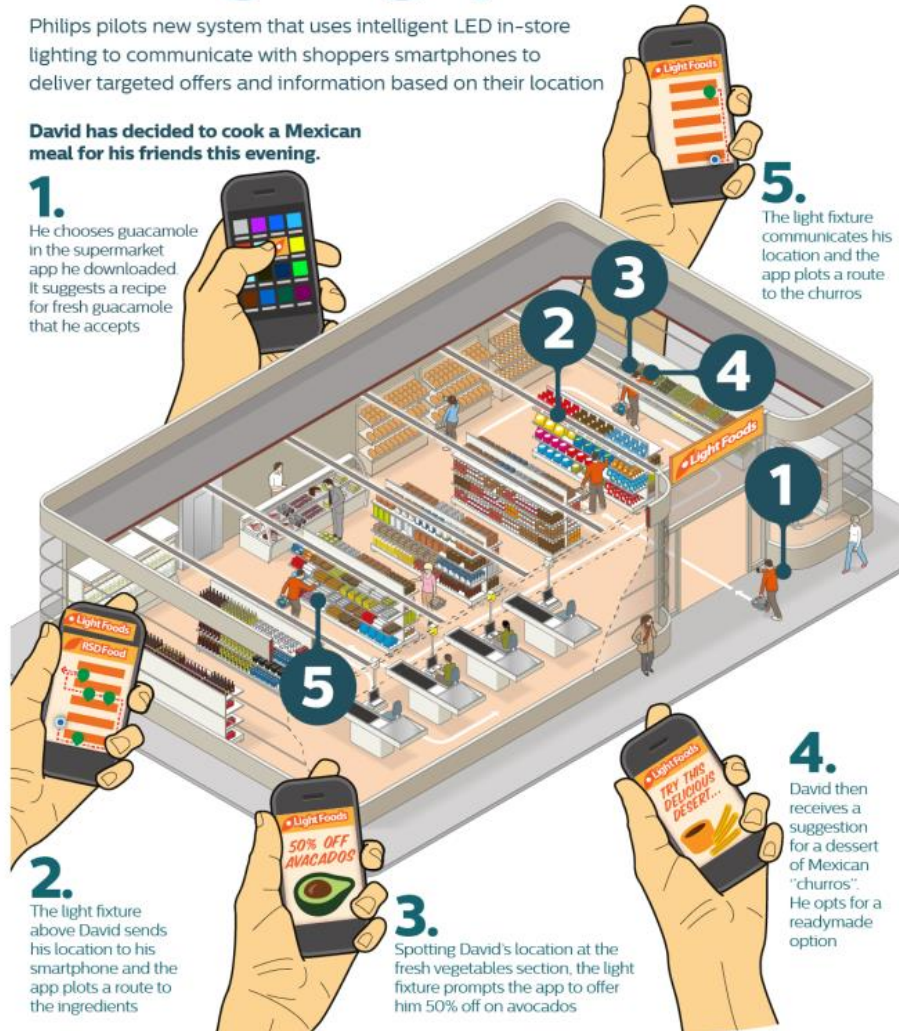 Philips pilots new system that uses intelligent LED in-store
lighting to communicate with shoppers smartphones to
deliver targeted offers and information based on their location
David has decided to cook a Mexican
meal for his friends this evening.
1.
He chooses guacamole
in the supermarket
app he downloaded.
It suggests a recipe
for fresh guacamole
that he accepts
Light Foods
5.
The light fixture
communicates his
location and the
app plots a route
to the churros
3
2
4
Light Foods
1
5
Light Foods
RSDFood
2.
The light fixture
above David sends
his location to his
smartphone and the
app plots a route to
the ingredients
Light Foods
50% OFF
AVACADOS
3.
Spotting David's location at the
fresh vegetables section, the light
fixture prompts the app to offer
him 50% off on avocados
Light Foods
TRY THIS
DELICIOUS
DESERT...
4.
David then
receives a
suggestion
for a dessert
of Mexican
"churros".
He opts for a
readymade
option